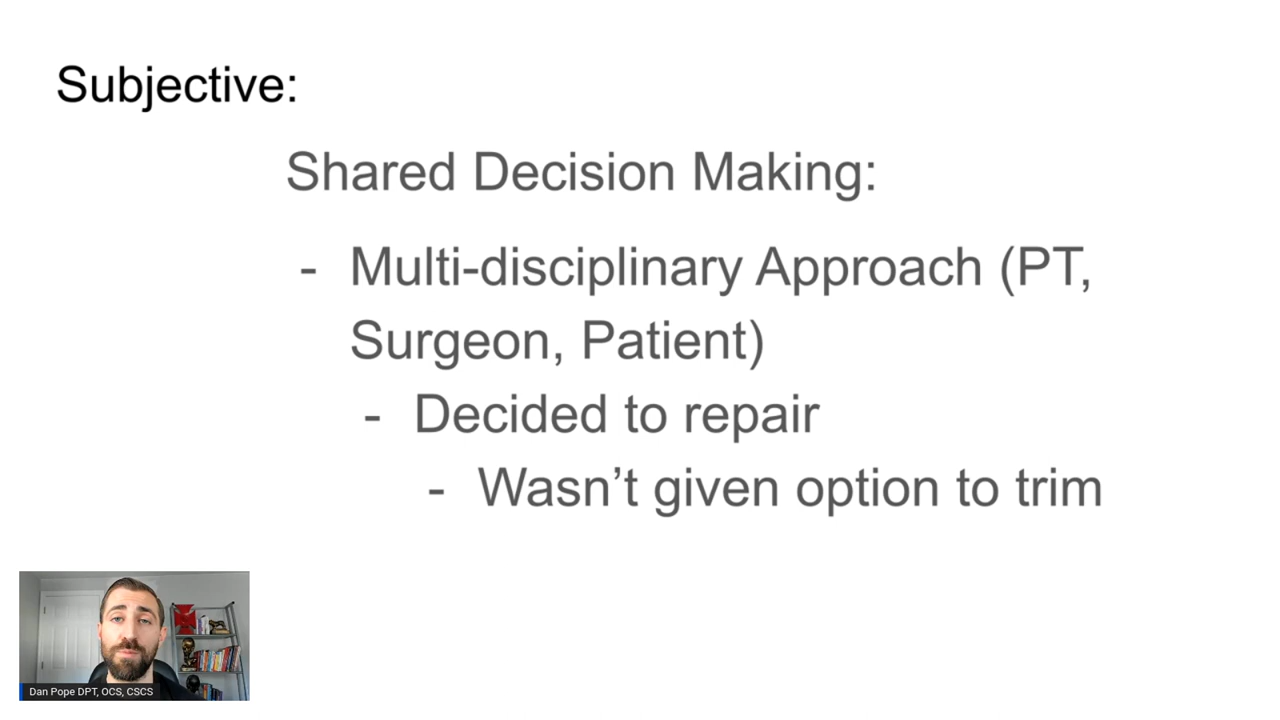 Subjective:
Shared Decision Making:
- Multi-disciplinary Approach (PT,
Surgeon, Patient)
- Decided to repair
- Wasn’t given option to trim
Dan Pope DPT, OCS, CSCS